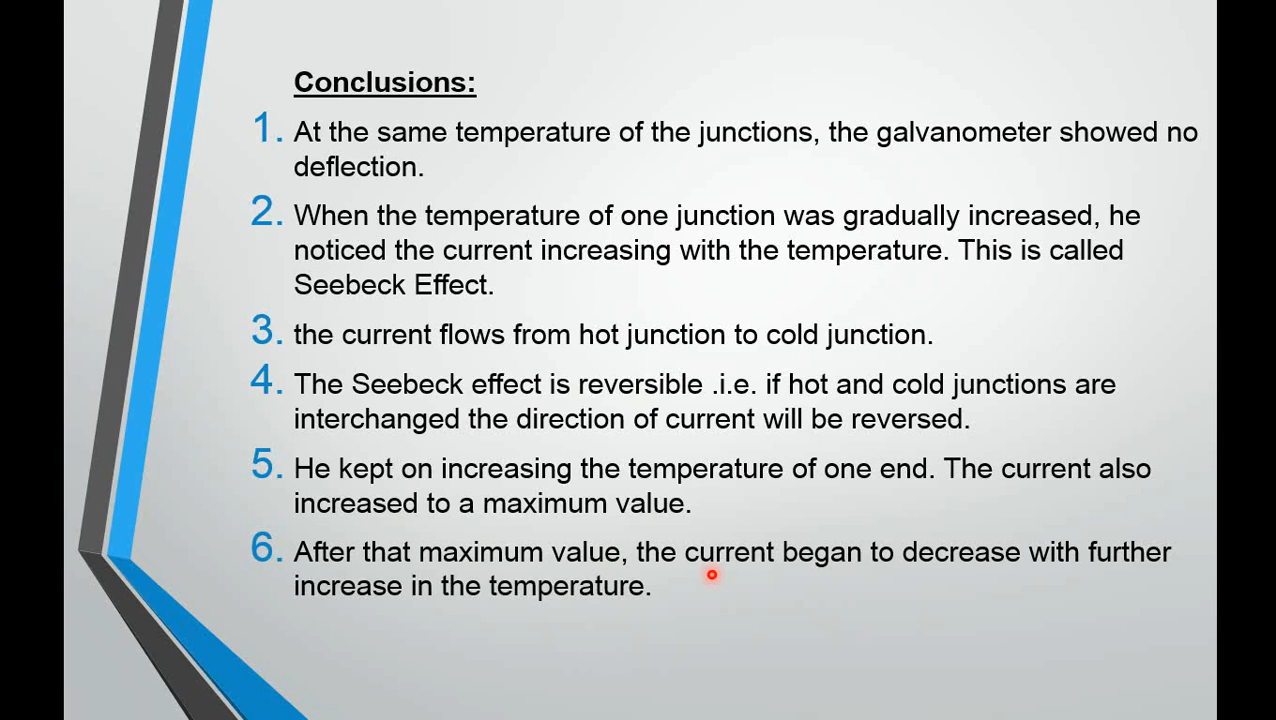 Conclusions:
1. At the same temperature of the junctions, the galvanometer showed no
deflection.
2. When the temperature of one junction was gradually increased, he
noticed the current increasing with the temperature. This is called
Seebeck Effect.
3. the current flows from hot junction to cold junction.
4. The Seebeck effect is reversible .i.e. if hot and cold junctions are
interchanged the direction of current will be reversed.
5. He kept on increasing the temperature of one end. The current also
increased to a maximum value.
6. After that maximum value, the current began to decrease with further
increase in the temperature.